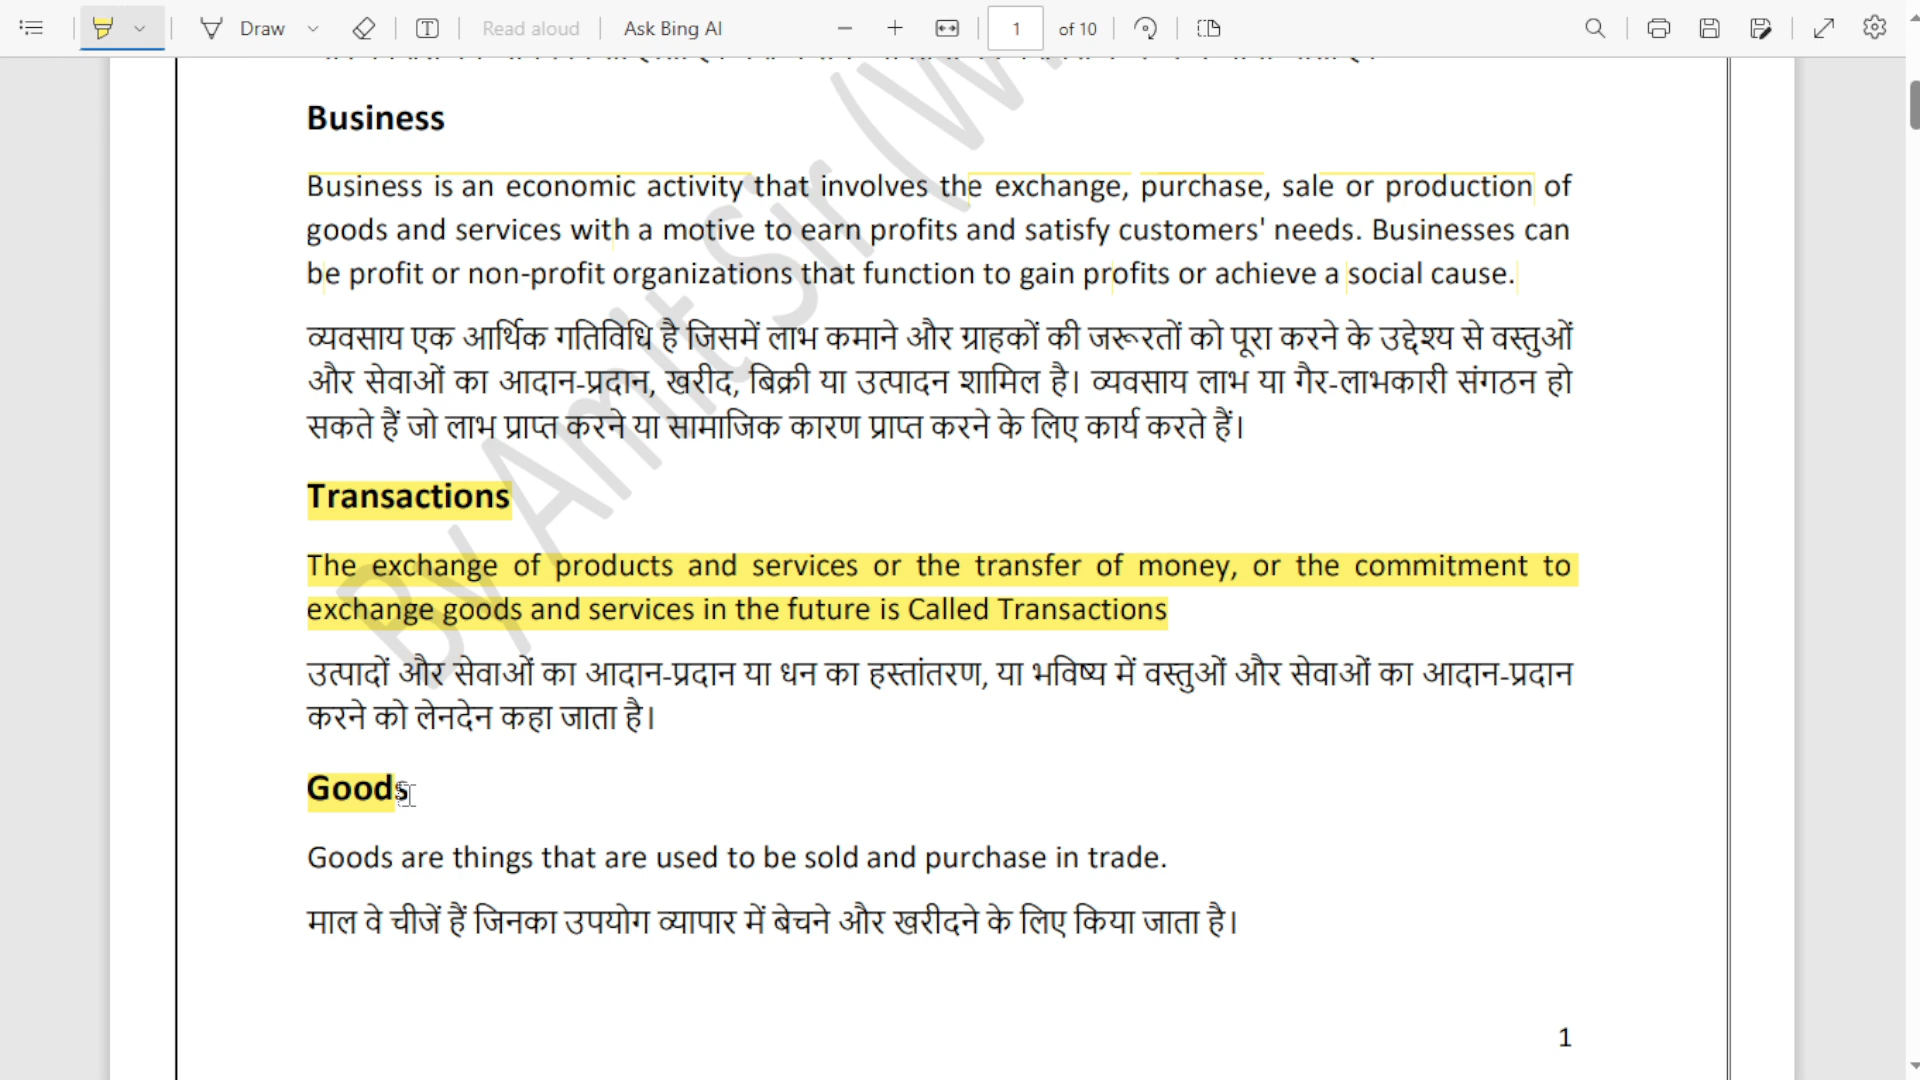 Draw
Read aloud
Ask Bing AI
1
of 10
Business
Business is an economic activity that involves the exchange, purchase, sale or production of
goods and services with a motive to earn profits and satisfy customers' needs. Businesses can
be profit or non-profit organizations that function to gain profits or achieve a social cause.
व्यवसाय एक आर्थिक गतिविधि है जिसमें लाभ कमाने और ग्राहकों की जरूरतों को पूरा करने के उद्देश्य से वस्तुओं
और सेवाओं का आदान-प्रदान, खरीद, बिक्री या उत्पादन शामिल है। व्यवसाय लाभ या गैर-लाभकारी संगठन हो
सकते हैं जो लाभ प्राप्त करने या सामाजिक कारण प्राप्त करने के लिए कार्य करते हैं।
Transactions
The exchange of products and services or the transfer of money, or the commitment to
exchange goods and services in the future is Called Transactions
उत्पादों और सेवाओं का आदान-प्रदान या धन का हस्तांतरण, या भविष्य में वस्तुओं और सेवाओं का आदान-प्रदान
करने को लेनदेन कहा जाता है।
Goods
Goods are things that are used to be sold and purchase in trade.
माल वे चीजें हैं जिनका उपयोग व्यापार में बेचने और खरीदने के लिए किया जाता है।
1
By Amit Sir (W.